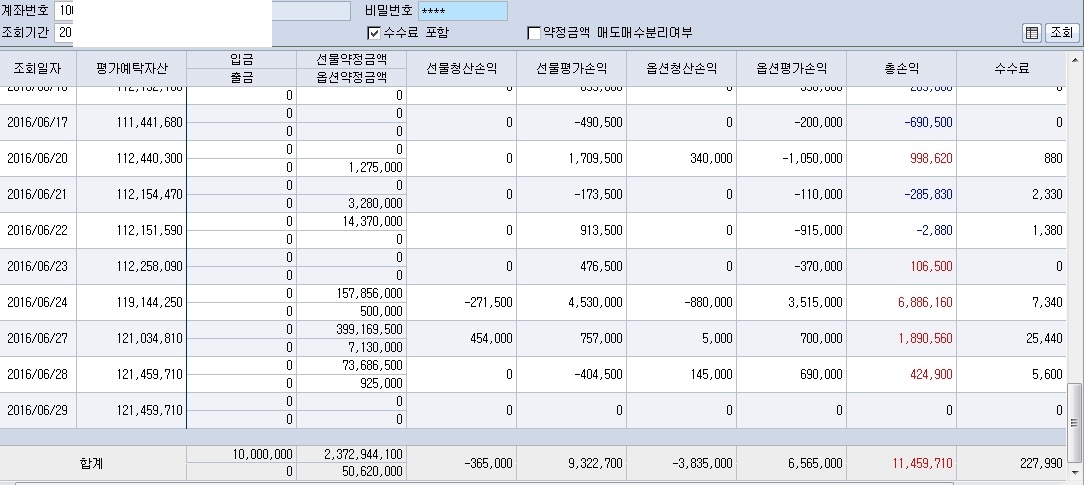 계좌번호 10 비밀번호 ****
조회기간 20 수수료 포함 약정금액 매도매수분리여부 조회
조회일자 평가예탁자산 입금 선물약정금액 선물청산손익 선물평가손익 옵션청산손익 옵션평가손익 총손익 수수료
출금 옵션약정금액
0 0
2016/06/17 111,441,680 0 0 0 -490,500 0 -200,000 -690,500 0
0 0
2016/06/20 112,440,300 0 0 0 1,709,500 340,000 -1,050,000 998,620 880
0 1,275,000
2016/06/21 112,154,470 0 0 0 -173,500 0 -110,000 -285,830 2,330
0 3,280,000
2016/06/22 112,151,590 0 14,370,000 0 913,500 0 -915,000 -2,880 1,380
0 0
2016/06/23 112,258,090 0 0 0 476,500 0 -370,000 106,500 0
0 0
2016/06/24 119,144,250 0 157,856,000 -271,500 4,530,000 -880,000 3,515,000 6,886,160 7,340
0 500,000
2016/06/27 121,034,810 0 399,169,500 454,000 757,000 5,000 700,000 1,890,560 25,440
0 7,130,000
2016/06/28 121,459,710 0 73,686,500 0 -404,500 145,000 690,000 424,900 5,600
0 925,000
2016/06/29 121,459,710 0 0 0 0 0 0 0 0
0 0
합계 10,000,000 2,372,944,100 -365,000 9,322,700 -3,835,000 6,565,000 11,459,710 227,990
0 50,620,000